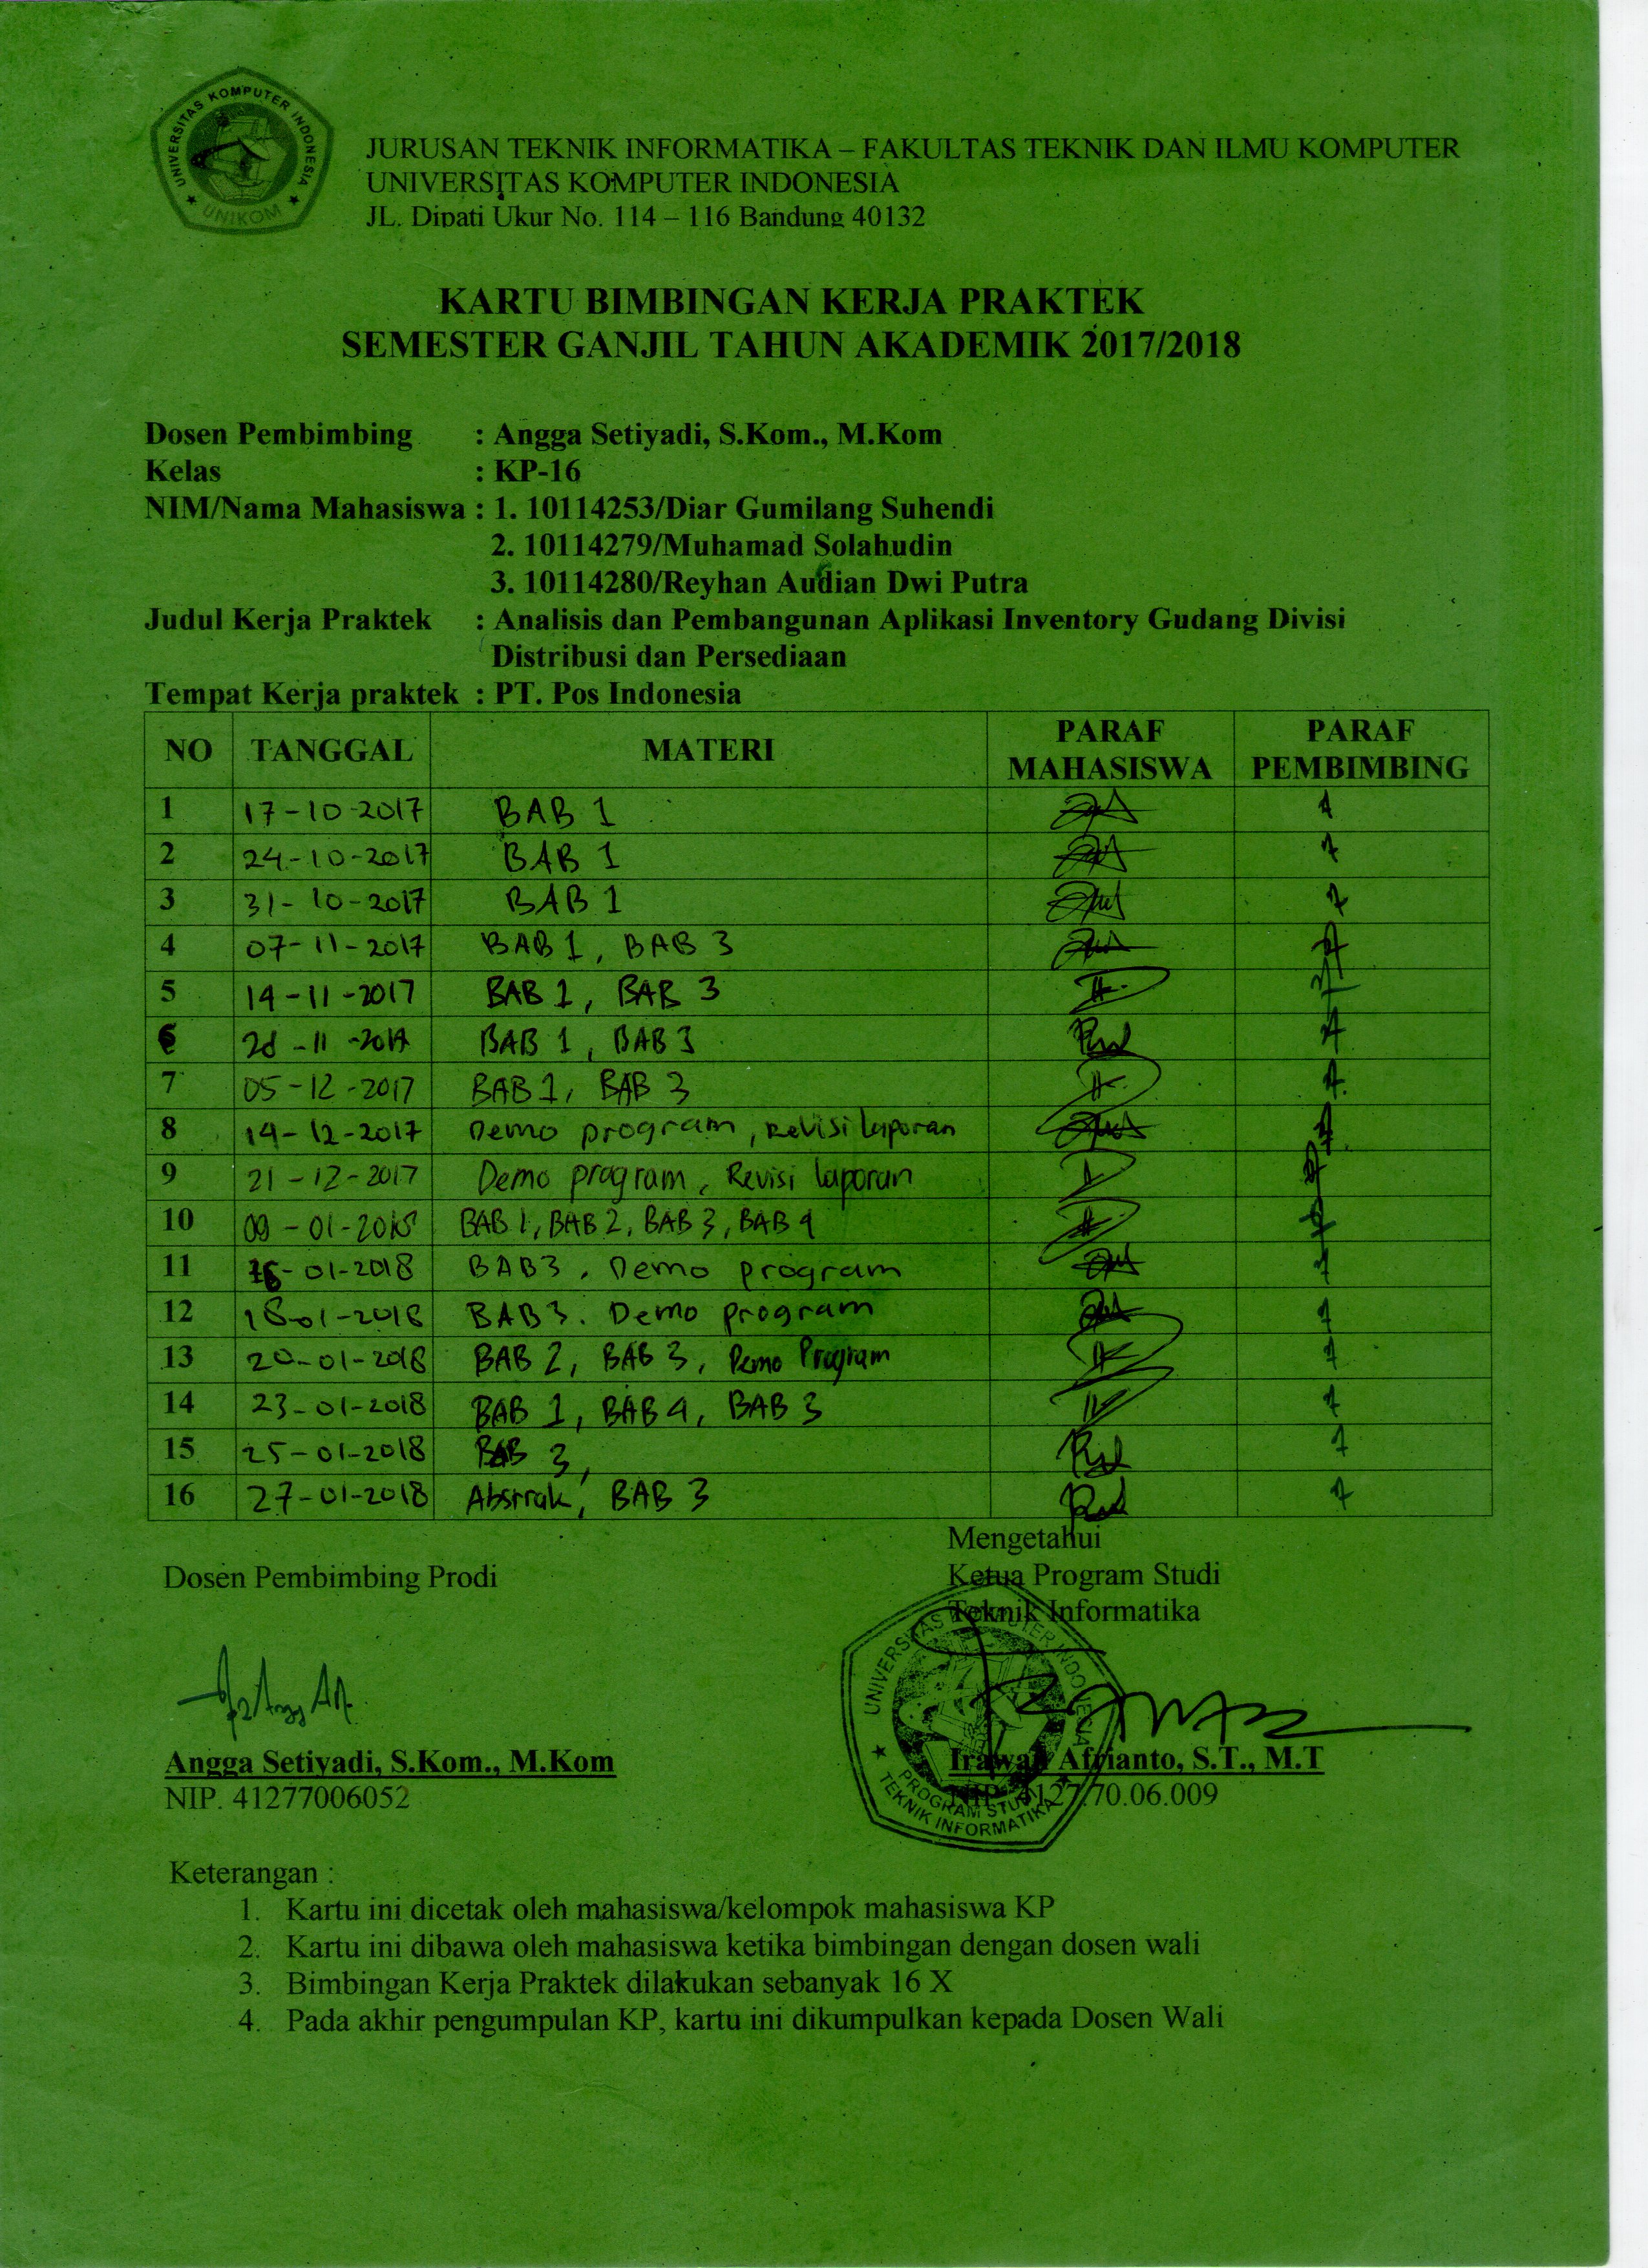 UNIVERSITAS KOMPUTER INDONESIA
UNIKOM
JURUSAN TEKNIK INFORMATIKA – FAKULTAS TEKNIK DAN ILMU KOMPUTER
UNIVERSITAS KOMPUTER INDONESIA
JL. Dipati Ukur No. 114 – 116 Bandung 40132
KARTU BIMBINGAN KERJA PRAKTEK
SEMESTER GANJIL TAHUN AKADEMIK 2017/2018
Dosen Pembimbing : Angga Setiyadi, S.Kom., M.Kom
Kelas : KP-16
NIM/Nama Mahasiswa : 1. 10114253/Diar Gumilang Suhendi
2. 10114279/Muhamad Solahudin
3. 10114280/Reyhan Audian Dwi Putra
Judul Kerja Praktek : Analisis dan Pembangunan Aplikasi Inventory Gudang Divisi
Distribusi dan Persediaan
Tempat Kerja praktek : PT. Pos Indonesia
NO TANGGAL MATERI PARAF MAHASISWA PARAF PEMBIMBING
1 17-10-2017 BAB 1
2 24-10-2017 BAB 1
3 31-10-2017 BAB 1
4 07-11-2017 BAB 1, BAB 3
5 14-11-2017 BAB 1, BAB 3
6 28-11-2017 BAB 1, BAB 3
7 05-12-2017 BAB 1, BAB 3
8 14-12-2017 Demo program, Revisi laporan
9 21-12-2017 Demo program, Revisi laporan
10 09-01-2018 BAB 1, BAB 2, BAB 3, BAB 4
11 16-01-2018 BAB3. Demo program
12 18-01-2018 BAB3. Demo program
13 20-01-2018 BAB 2, BAB 3, Demo Program
14 23-01-2018 BAB 1, BAB 4, BAB 3
15 25-01-2018 BAB 3,
16 27-01-2018 Abstrak, BAB 3
Mengetahui
Dosen Pembimbing Prodi Ketua Program Studi
Teknik Informatika
UNIVERSITAS KOMPUTER INDONESIA
PROGRAM STUDI
TEKNIK INFORMATIKA
Angga Setiyadi, S.Kom., M.Kom Irawan Afrianto, S.T., M.T
NIP. 41277006052 NIP. 4127.70.06.009
Keterangan :
1. Kartu ini dicetak oleh mahasiswa/kelompok mahasiswa KP
2. Kartu ini dibawa oleh mahasiswa ketika bimbingan dengan dosen wali
3. Bimbingan Kerja Praktek dilakukan sebanyak 16 X
4. Pada akhir pengumpulan KP, kartu ini dikumpulkan kepada Dosen Wali